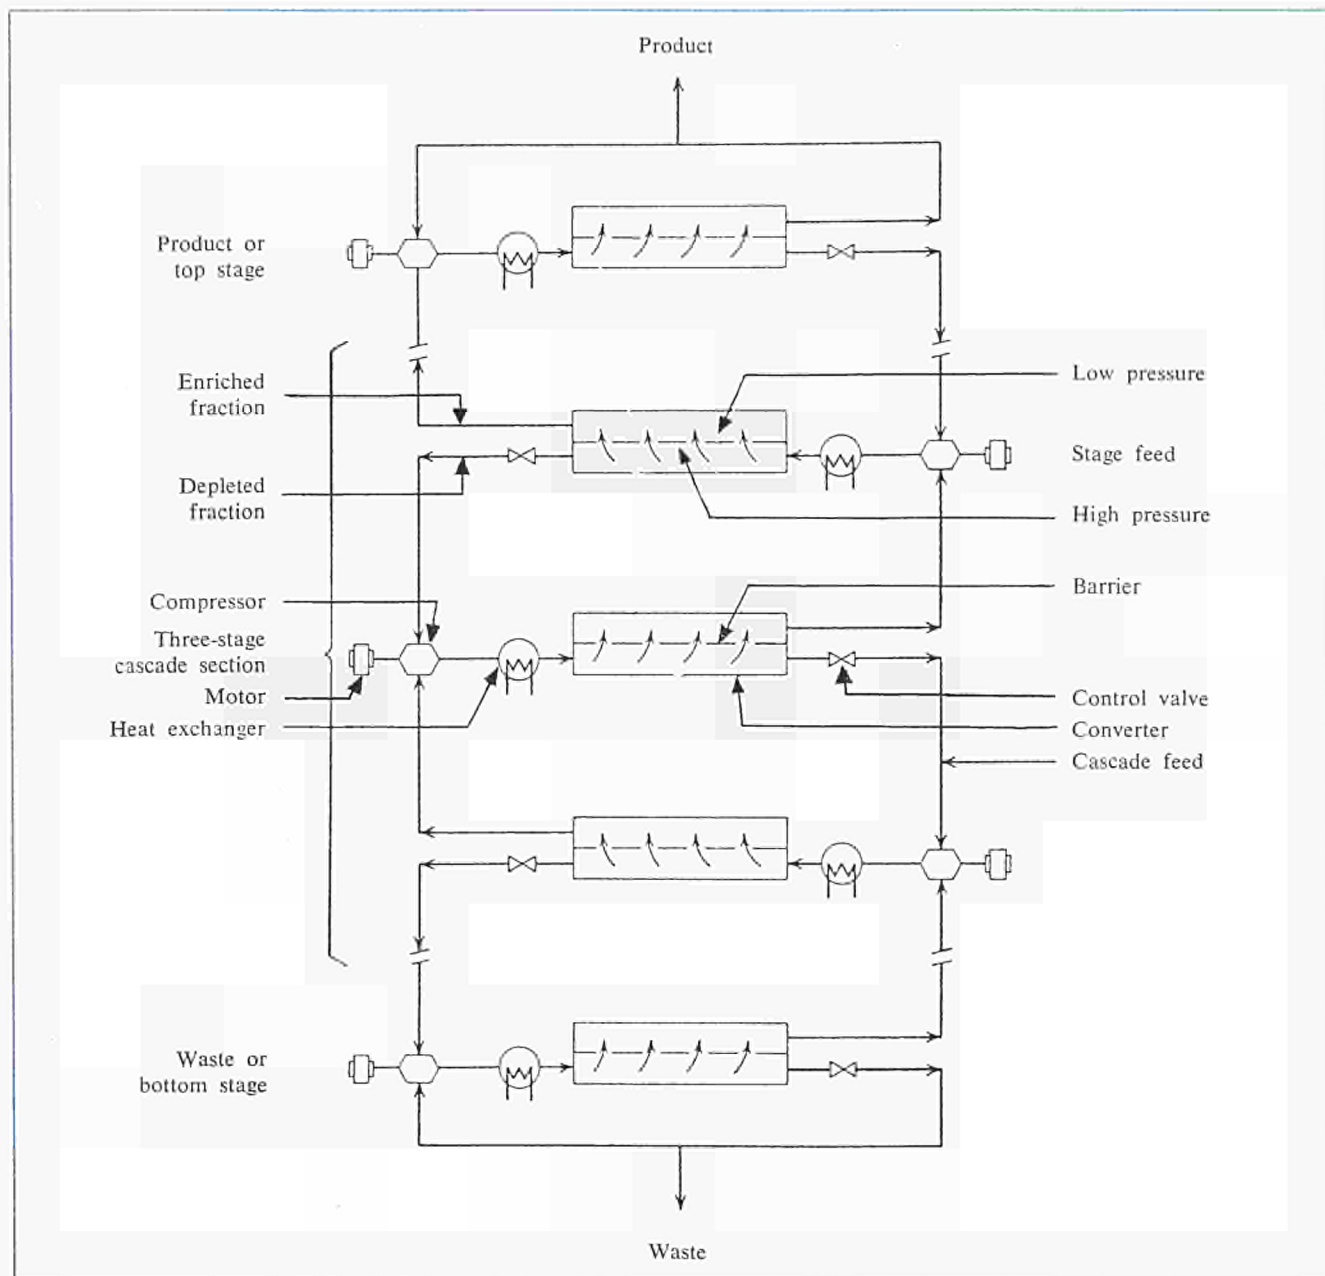 Product
Product or
top stage
Enriched
fraction
Low pressure
Stage feed
Depleted
fraction
High pressure
Barrier
Compressor
Three-stage
cascade section
Motor
Heat exchanger
Control valve
Converter
Cascade feed
Waste or
bottom stage
Waste